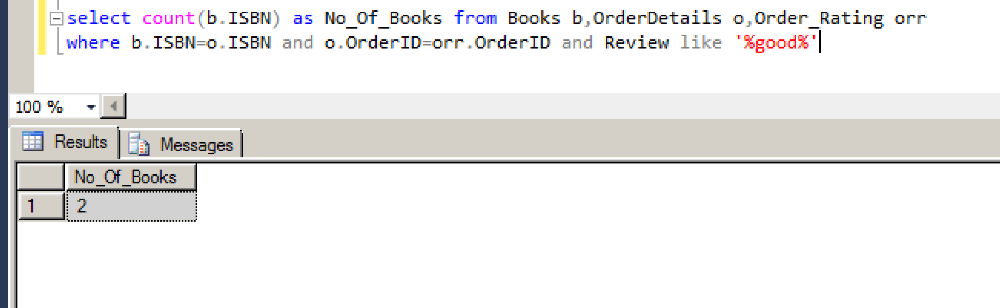 select count(b.ISBN) as No_Of_Books from Books b,OrderDetails o,Order_Rating orr
where b.ISBN=o.ISBN and o.OrderID=orr.OrderID and Review like '%good%'
100 %
Results Messages
No_Of_Books
1 2